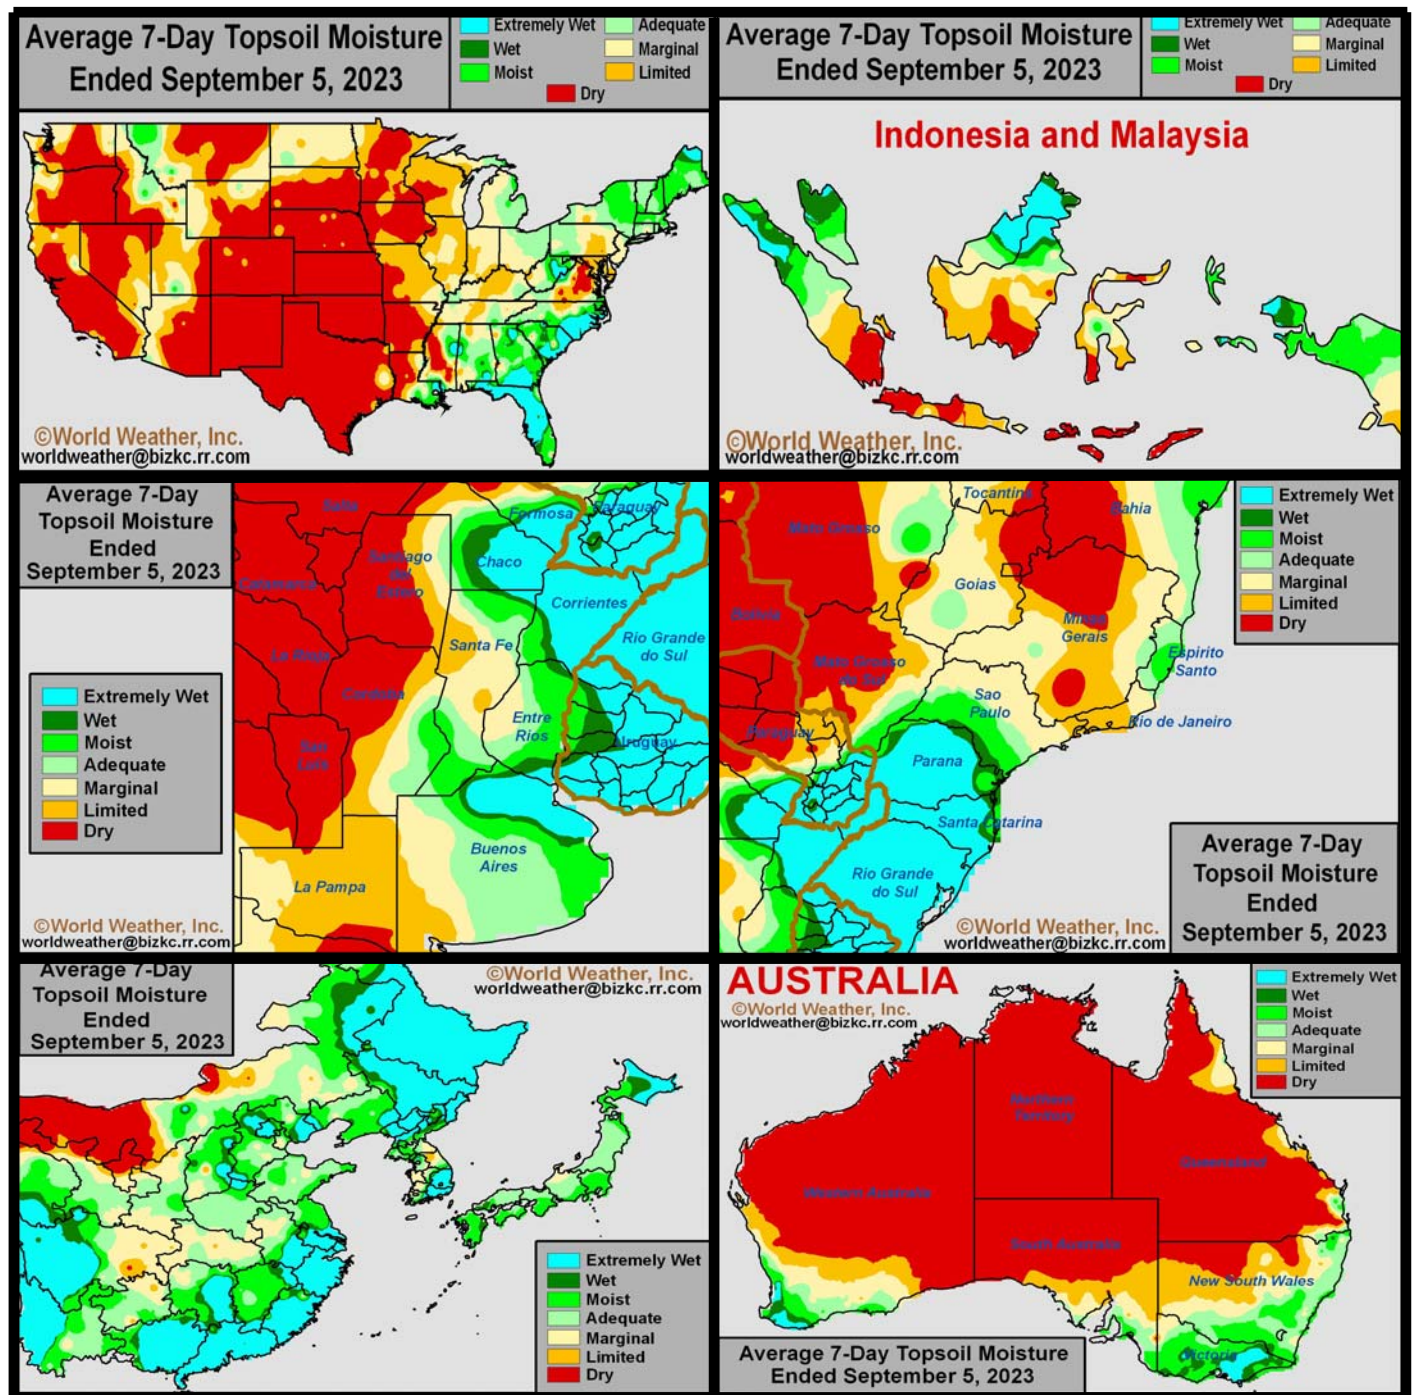 Average 7-Day Topsoil Moisture
Ended September 5, 2023
Extremely Wet
Adequate
Wet
Marginal
Moist
Limited
Dry
©World Weather, Inc.
worldweather@bizkc.rr.com
Average 7-Day Topsoil Moisture
Ended September 5, 2023
Extremely Wet
Adequate
Wet
Marginal
Moist
Limited
Dry
Indonesia and Malaysia
©World Weather, Inc.
worldweather@bizkc.rr.com
Average 7-Day
Topsoil Moisture
Ended
September 5, 2023
Salta
Formosa
Paraguay
Santiago
del
Estero
Chaco
Catamarca
Corrientes
Rio Grande
do Sul
Santa Fe
La Rioja
Cordoba
Entre
Rios
San
Luis
Uruguay
Buenos
Aires
La Pampa
Extremely Wet
Wet
Moist
Adequate
Marginal
Limited
Dry
©World Weather, Inc.
worldweather@bizkc.rr.com
Tocantins
Bahia
Mato Grosso
Goias
Bolivia
Minas
Gerais
Espirito
Santo
Mato Grosso
do Sul
Sao
Paulo
Rio de Janeiro
Paraguay
Parana
Santa Catarina
Rio Grande
do Sul
Extremely Wet
Wet
Moist
Adequate
Marginal
Limited
Dry
Average 7-Day
Topsoil Moisture
Ended
September 5, 2023
©World Weather, Inc.
worldweather@bizkc.rr.com
Average 7-Day
Topsoil Moisture
Ended
September 5, 2023
©World Weather, Inc.
worldweather@bizkc.rr.com
Extremely Wet
Wet
Moist
Adequate
Marginal
Limited
Dry
AUSTRALIA
©World Weather, Inc.
worldweather@bizkc.rr.com
Extremely Wet
Wet
Moist
Adequate
Marginal
Limited
Dry
Northern
Territory
Queensland
Western Australia
South Australia
New South Wales
Victoria
Average 7-Day Topsoil Moisture
Ended September 5, 2023